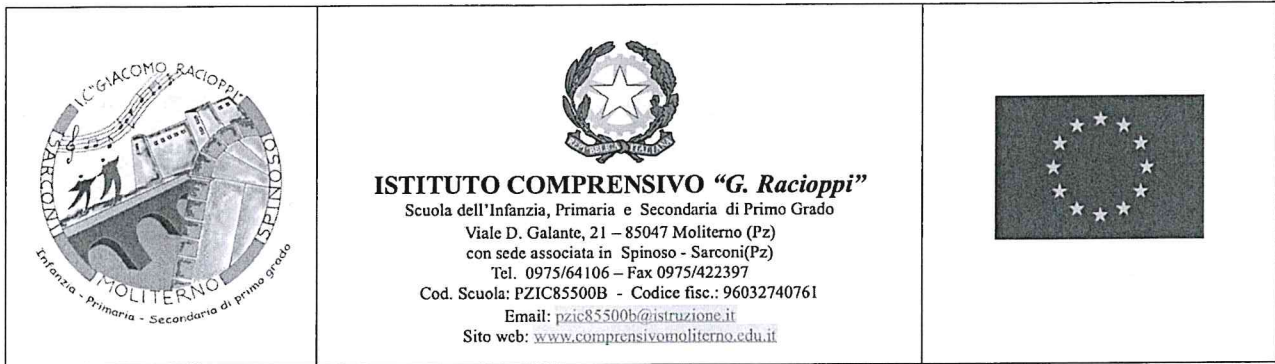 I.C. "GIACOMO RACIOPPI"
SARCONI
SPINOSO
MOLITERNO
Infanzia - Primaria - Secondaria di primo grado
REPUBBLICA ITALIANA
ISTITUTO COMPRENSIVO "G. Racioppi"
Scuola dell'Infanzia, Primaria e Secondaria di Primo Grado
Viale D. Galante, 21 – 85047 Moliterno (Pz)
con sede associata in Spinoso - Sarconi(Pz)
Tel. 0975/64106 – Fax 0975/422397
Cod. Scuola: PZIC85500B - Codice fisc.: 96032740761
Email: pzic85500b@istruzione.it
Sito web: www.comprensivomoliterno.edu.it